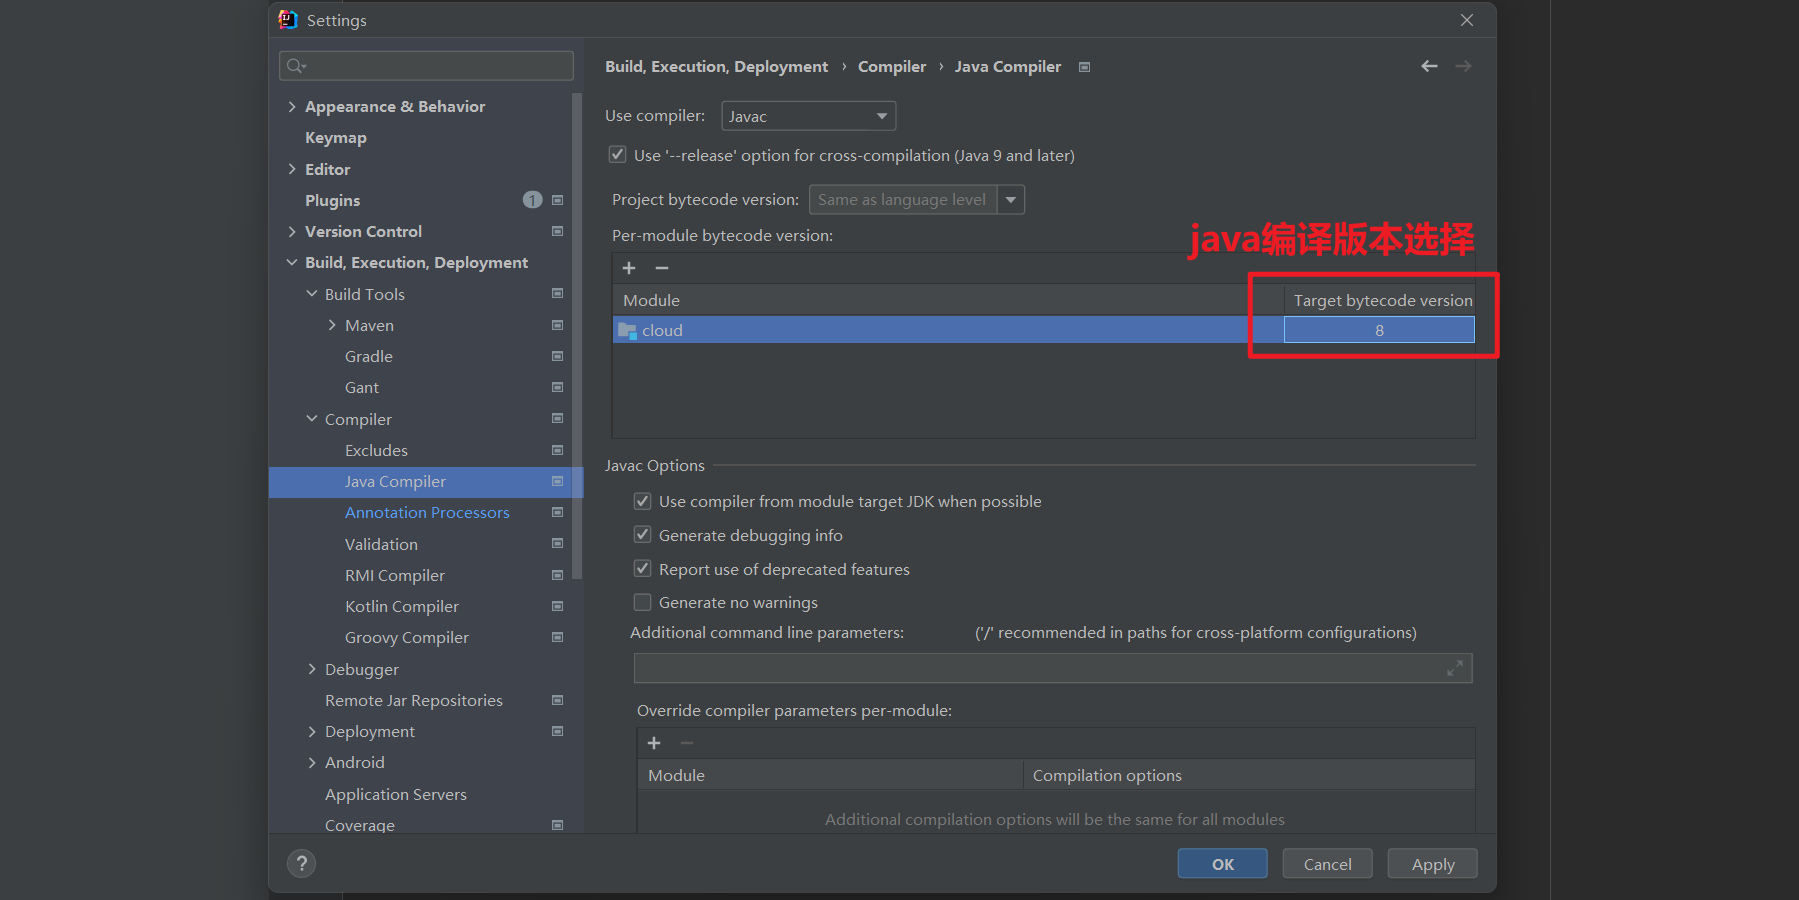 Settings
Appearance & Behavior
Keymap
Editor
Plugins 1
Version Control
Build, Execution, Deployment
Build Tools
Maven
Gradle
Gant
Compiler
Excludes
Java Compiler
Annotation Processors
Validation
RMI Compiler
Kotlin Compiler
Groovy Compiler
Debugger
Remote Jar Repositories
Deployment
Android
Application Servers
Coverage
Build, Execution, Deployment › Compiler › Java Compiler
Use compiler: Javac
Use '--release' option for cross-compilation (Java 9 and later)
Project bytecode version: Same as language level
Per-module bytecode version:
java编译版本选择
Module Target bytecode version
cloud 8
Javac Options
Use compiler from module target JDK when possible
Generate debugging info
Report use of deprecated features
Generate no warnings
Additional command line parameters: ('/' recommended in paths for cross-platform configurations)
Override compiler parameters per-module:
Module Compilation options
Additional compilation options will be the same for all modules
? OK Cancel Apply